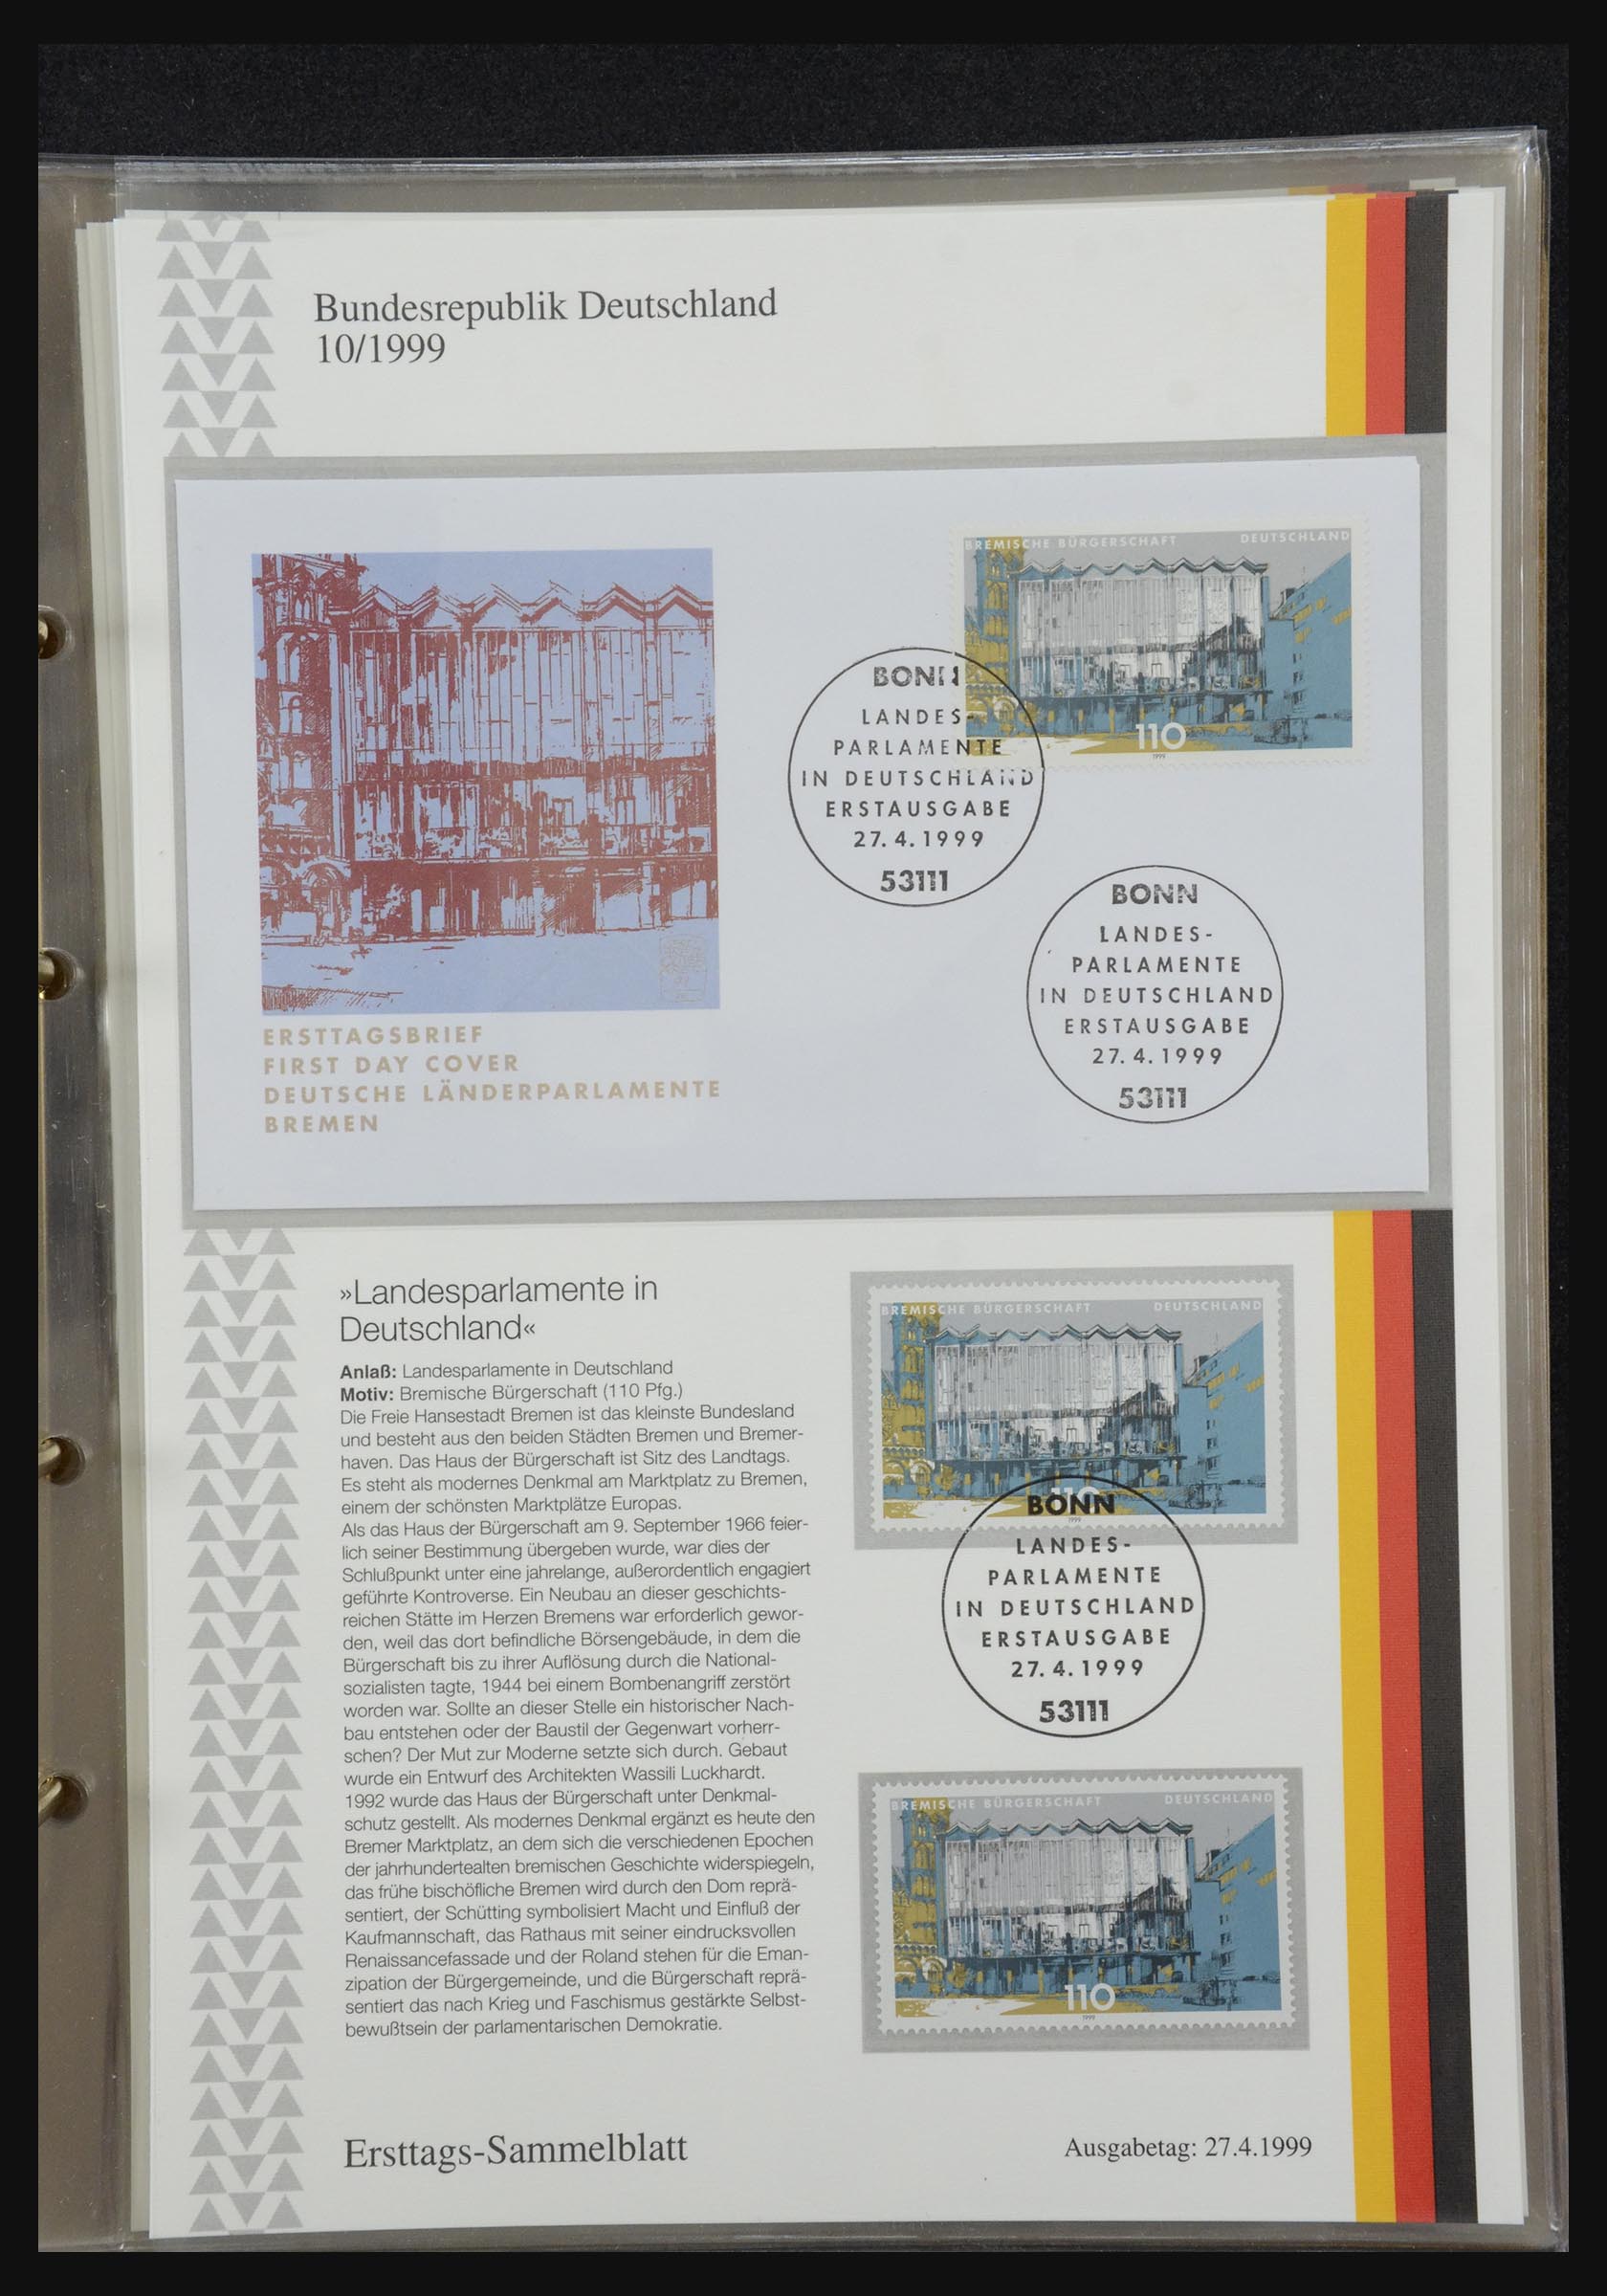 Bundesrepublik Deutschland
10/1999
BREMISCHE BÜRGERSCHAFT DEUTSCHLAND
110
1999
BONN
LANDES-
PARLAMENTE
IN DEUTSCHLAND
ERSTAUSGABE
27.4.1999
53111
BONN
LANDES-
PARLAMENTE
IN DEUTSCHLAND
ERSTAUSGABE
27.4.1999
53111
ERSTTAGSBRIEF
FIRST DAY COVER
DEUTSCHE LÄNDERPARLAMENTE
BREMEN
»Landesparlamente in
Deutschland«
Anlaß: Landesparlamente in Deutschland
Motiv: Bremische Bürgerschaft (110 Pfg.)
Die Freie Hansestadt Bremen ist das kleinste Bundesland
und besteht aus den beiden Städten Bremen und Bremer-
haven. Das Haus der Bürgerschaft ist Sitz des Landtags.
Es steht als modernes Denkmal am Marktplatz zu Bremen,
einem der schönsten Marktplätze Europas.
Als das Haus der Bürgerschaft am 9. September 1966 feier-
lich seiner Bestimmung übergeben wurde, war dies der
Schlußpunkt unter eine jahrelange, außerordentlich engagiert
geführte Kontroverse. Ein Neubau an dieser geschichts-
reichen Stätte im Herzen Bremens war erforderlich gewor-
den, weil das dort befindliche Börsengebäude, in dem die
Bürgerschaft bis zu ihrer Auflösung durch die National-
sozialisten tagte, 1944 bei einem Bombenangriff zerstört
worden war. Sollte an dieser Stelle ein historischer Nach-
bau entstehen oder der Baustil der Gegenwart vorherr-
schen? Der Mut zur Moderne setzte sich durch. Gebaut
wurde ein Entwurf des Architekten Wassili Luckhardt.
1992 wurde das Haus der Bürgerschaft unter Denkmal-
schutz gestellt. Als modernes Denkmal ergänzt es heute den
Bremer Marktplatz, an dem sich die verschiedenen Epochen
der jahrhundertealten bremischen Geschichte widerspiegeln,
das frühe bischöfliche Bremen wird durch den Dom reprä-
sentiert, der Schütting symbolisiert Macht und Einfluß der
Kaufmannschaft, das Rathaus mit seiner eindrucksvollen
Renaissancefassade und der Roland stehen für die Eman-
zipation der Bürgergemeinde, und die Bürgerschaft reprä-
sentiert das nach Krieg und Faschismus gestärkte Selbst-
bewußtsein der parlamentarischen Demokratie.
BREMISCHE BÜRGERSCHAFT DEUTSCHLAND
110
1999
BONN
LANDES-
PARLAMENTE
IN DEUTSCHLAND
ERSTAUSGABE
27.4.1999
53111
BREMISCHE BÜRGERSCHAFT DEUTSCHLAND
110
1999
Ersttags-Sammelblatt
Ausgabetag: 27.4.1999